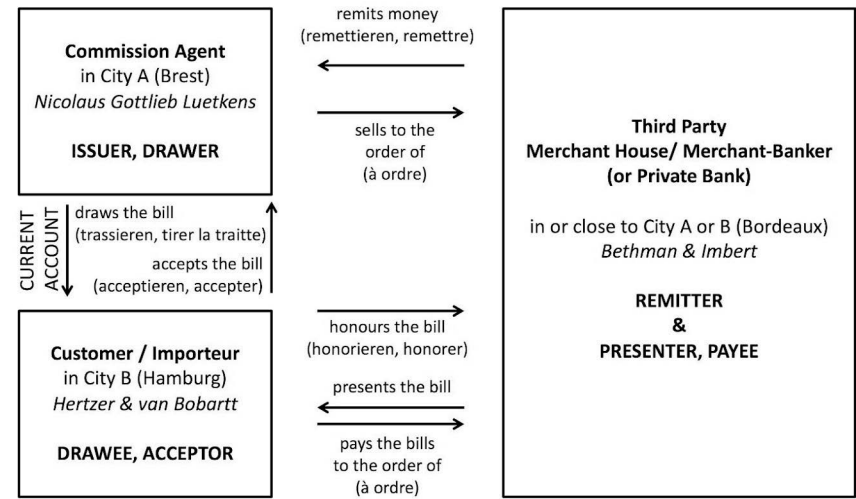 Commission Agent
in City A (Brest)
Nicolaus Gottlieb Luetkens
ISSUER, DRAWER
remits money
(remettieren, remettre)
sells to the
order of
(à ordre)
Third Party
Merchant House/ Merchant-Banker
(or Private Bank)
in or close to City A or B (Bordeaux)
Bethman & Imbert
REMITTER
&
PRESENTER, PAYEE
CURRENT
ACCOUNT
draws the bill
(trassieren, tirer la traitte)
accepts the bill
(acceptieren, accepter)
Customer / Importeur
in City B (Hamburg)
Hertzer & van Bobartt
DRAWEE, ACCEPTOR
honours the bill
(honorieren, honorer)
presents the bill
pays the bills
to the order of
(à ordre)